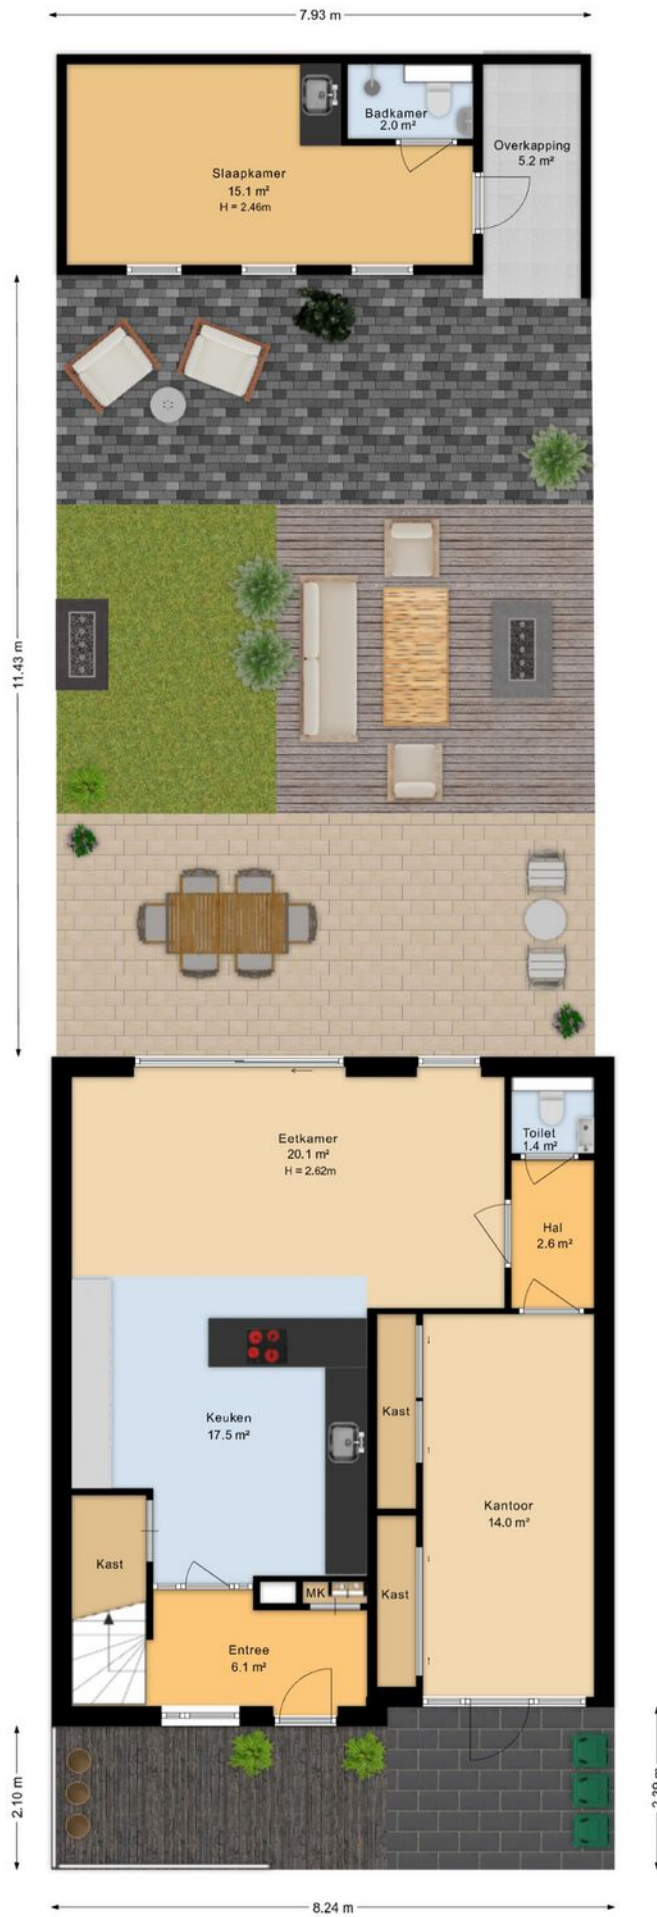 7.93 m
Badkamer
2.0 m²
Overkapping
5.2 m²
Slaapkamer
15.1 m²
H = 2.46m
11.43 m
Eetkamer
20.1 m²
H = 2.62m
Toilet
1.4 m²
Hal
2.6 m²
Keuken
17.5 m²
Kast
Kantoor
14.0 m²
Kast
Kast
MK
Entree
6.1 m²
2.10 m
8.24 m